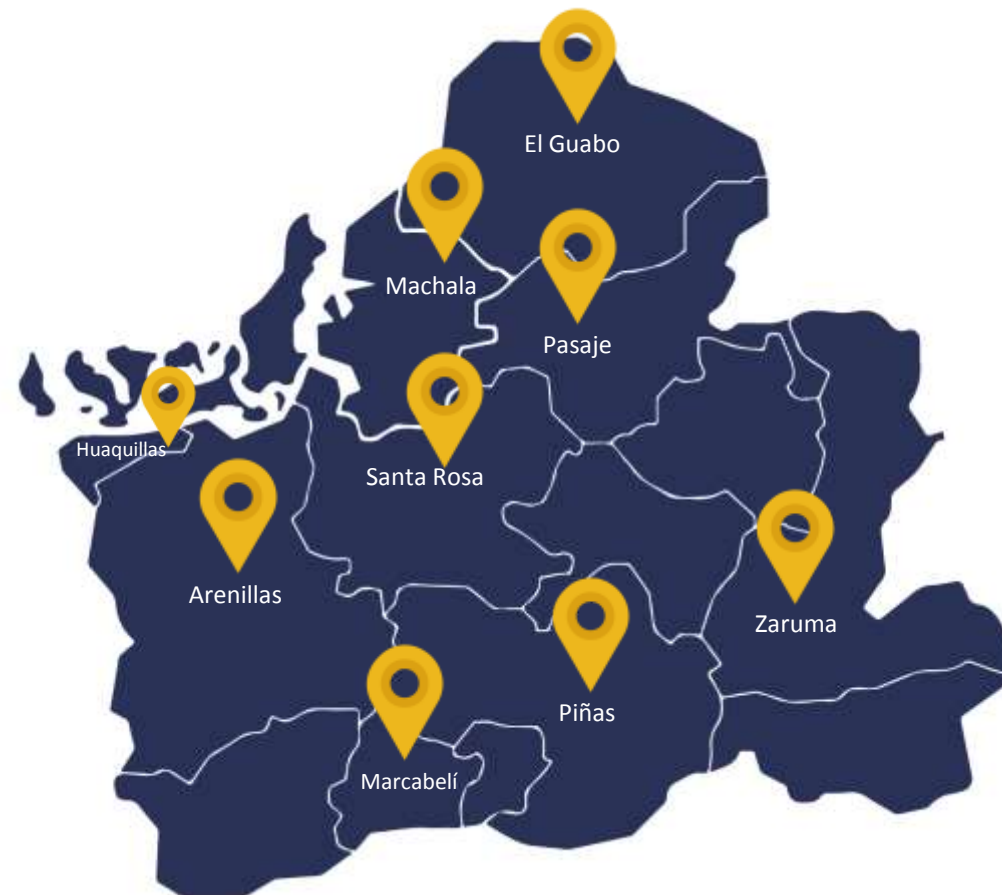 El Guabo
Machala
Pasaje
Huaquillas
Santa Rosa
Arenillas
Zaruma
Piñas
Marcabelí